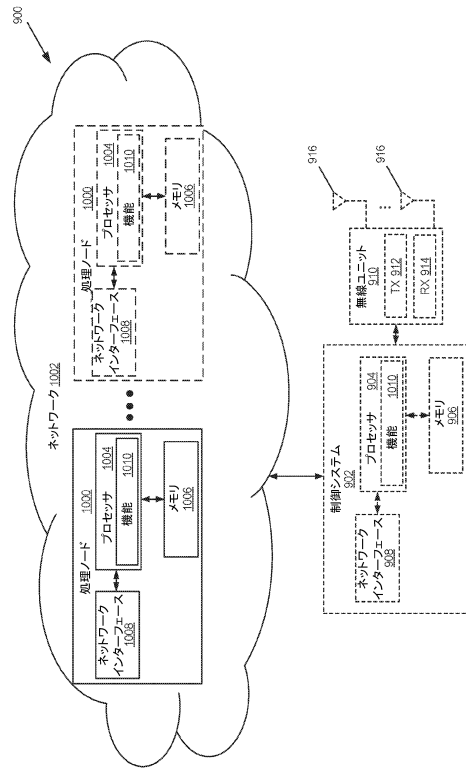 900
ネットワーク 1002
処理ノード 1000
プロセッサ
1004
機能 1010
メモリ
1006
ネットワーク
インターフェース
1008
処理ノード 1000
プロセッサ
1004
機能 1010
メモリ
1006
ネットワーク
インターフェース
1008
制御システム
902
プロセッサ 904
機能 1010
メモリ
906
ネットワーク
インターフェース
908
無線ユニット
910
TX 912
RX 914
916
916